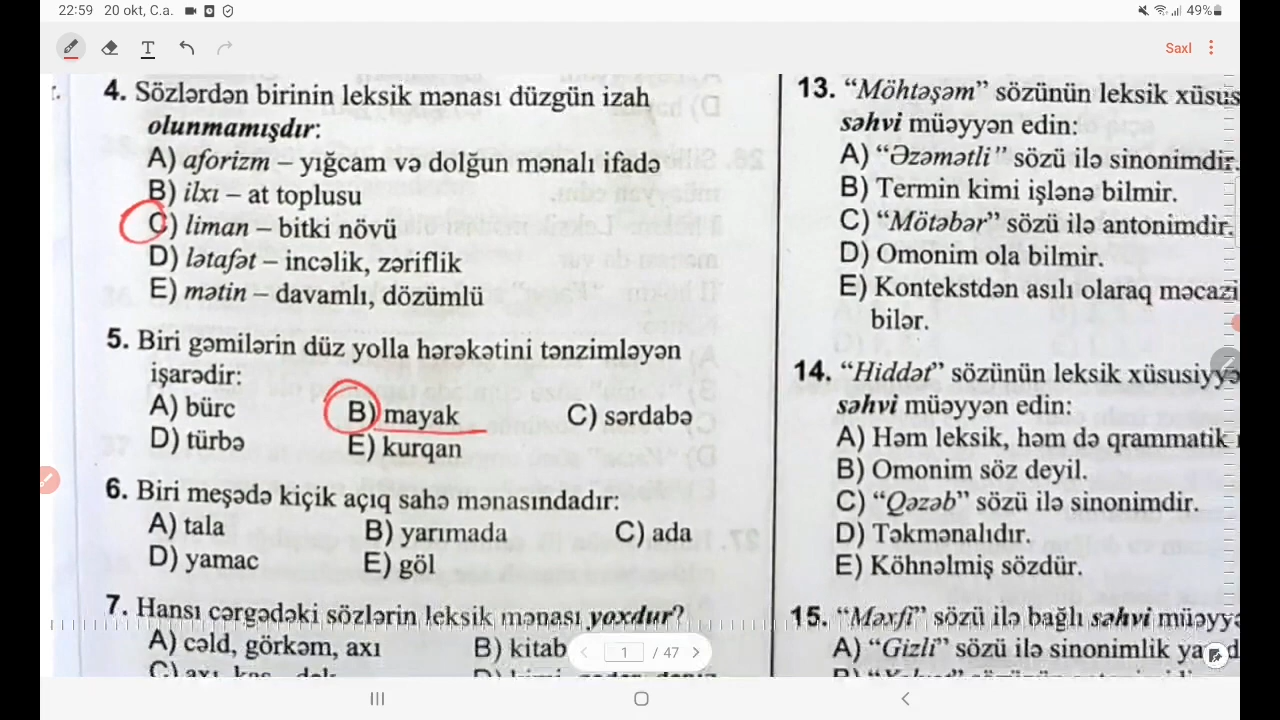 22:59 20 okt, C.a.
49%
T
Saxl
4. Sözlərdən birinin leksik mənası düzgün izah
olunmamışdır:
A) aforizm – yığcam və dolğun mənalı ifadə
B) ilxı – at toplusu
C) liman – bitki növü
D) lətafət – incəlik, zəriflik
E) mətin – davamlı, dözümlü
5. Biri gəmilərin düz yolla hərəkətini tənzimləyən
işarədir:
A) bürc B) mayak C) sərdabə
D) türbə E) kurqan
6. Biri meşədə kiçik açıq sahə mənasındadır:
A) tala B) yarımada C) ada
D) yamac E) göl
7. Hansı cərgədəki sözlərin leksik mənası yoxdur?
A) cəld, görkəm, axı B) kitab
1 / 47
13. “Möhtəşəm” sözünün leksik xüsus
səhvi müəyyən edin:
A) “Əzəmətli” sözü ilə sinonimdir.
B) Termin kimi işlənə bilmir.
C) “Mötəbər” sözü ilə antonimdir.
D) Omonim ola bilmir.
E) Kontekstdən asılı olaraq məcazi
bilər.
14. “Hiddət” sözünün leksik xüsusiyyə
səhvi müəyyən edin:
A) Həm leksik, həm də qrammatik
B) Omonim söz deyil.
C) “Qəzəb” sözü ilə sinonimdir.
D) Təkmənalıdır.
E) Köhnəlmiş sözdür.
15. “Məxfi” sözü ilə bağlı səhvi müəyyə
A) “Gizli” sözü ilə sinonimlik ya